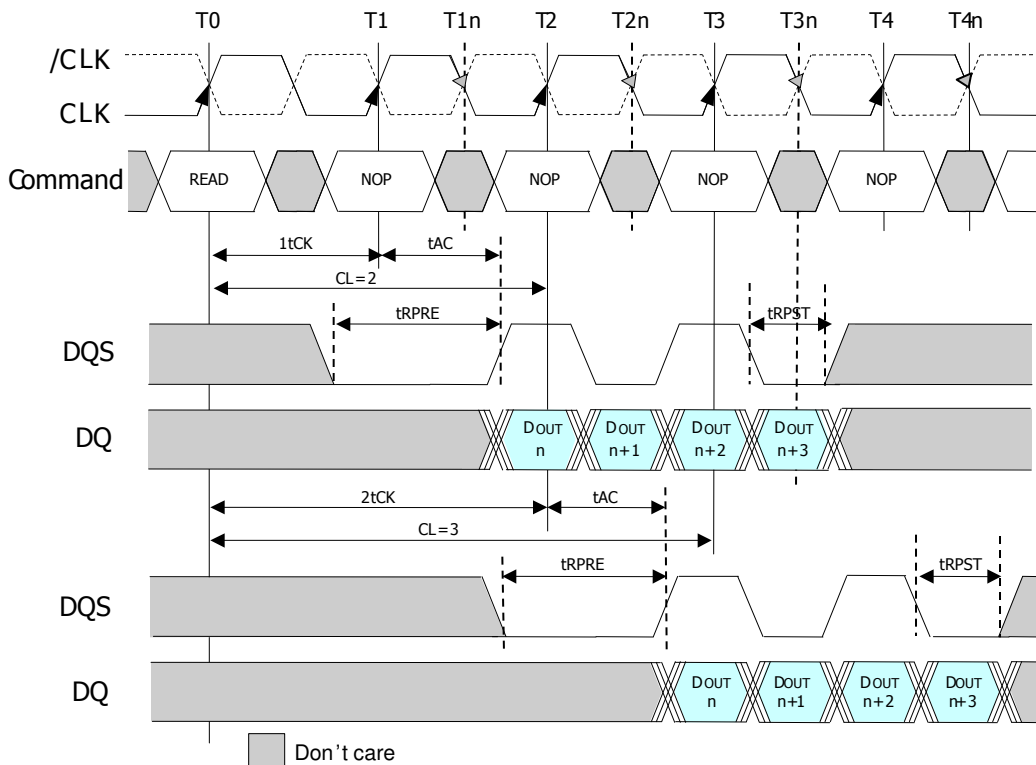 T0 T1 T1n T2 T2n T3 T3n T4 T4n
/CLK
CLK
Command READ NOP NOP NOP NOP
1tCK tAC
CL=2
tRPRE tRPST
DQS
DQ
DOUT n
DOUT n+1
DOUT n+2
DOUT n+3
2tCK tAC
CL=3
tRPRE tRPST
DQS
DQ
DOUT n
DOUT n+1
DOUT n+2
DOUT n+3
Don't care